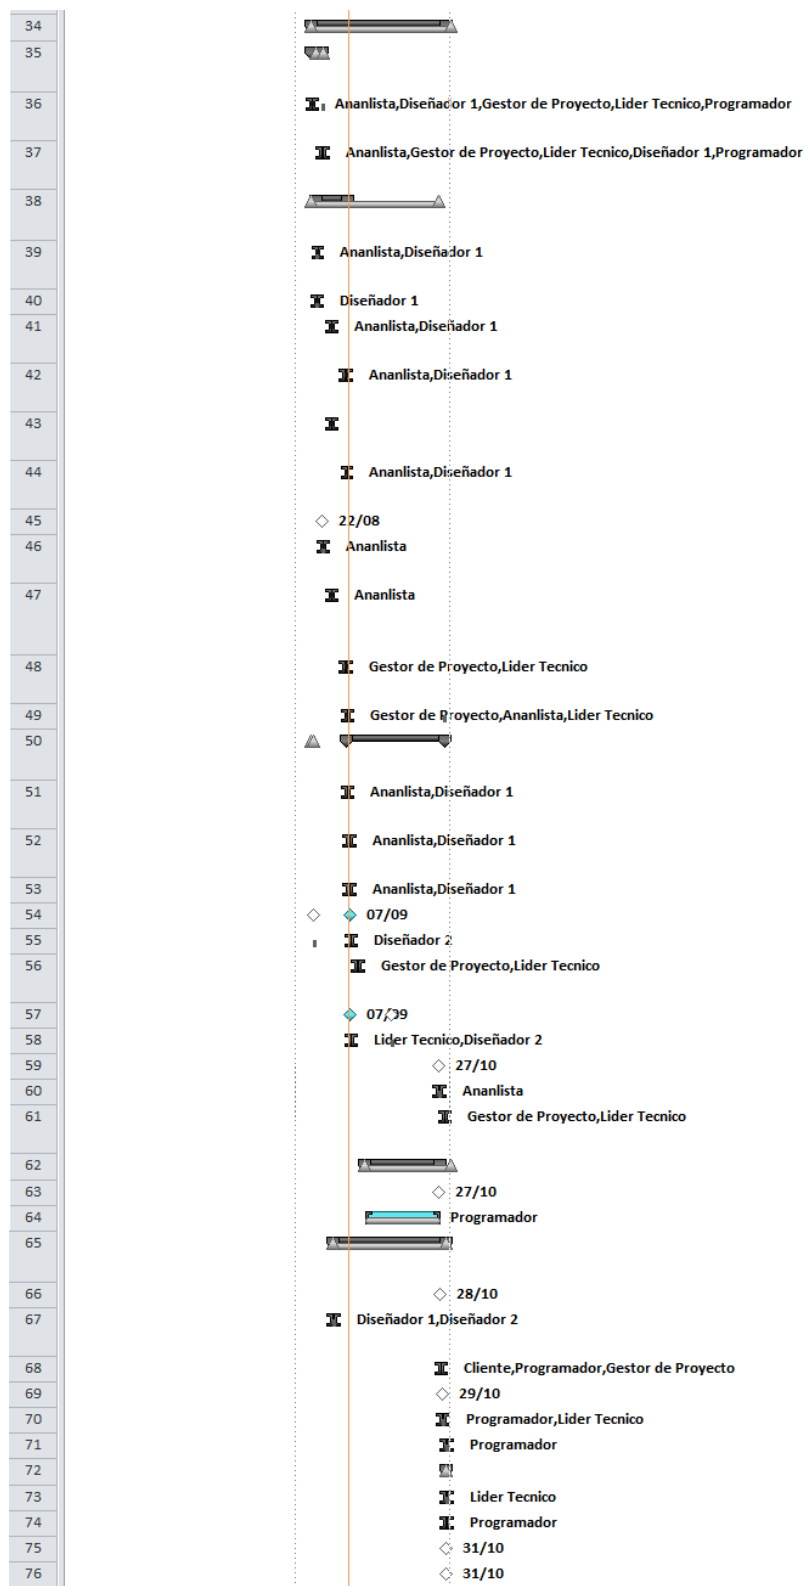 34
35
36 Ananlista,Diseñador 1,Gestor de Proyecto,Lider Tecnico,Programador
37 Ananlista,Gestor de Proyecto,Lider Tecnico,Diseñador 1,Programador
38
39 Ananlista,Diseñador 1
40 Diseñador 1
41 Ananlista,Diseñador 1
42 Ananlista,Diseñador 1
43
44 Ananlista,Diseñador 1
45 22/08
46 Ananlista
47 Ananlista
48 Gestor de Proyecto,Lider Tecnico
49 Gestor de Proyecto,Ananlista,Lider Tecnico
50
51 Ananlista,Diseñador 1
52 Ananlista,Diseñador 1
53 Ananlista,Diseñador 1
54 07/09
55 Diseñador 2
56 Gestor de Proyecto,Lider Tecnico
57 07/09
58 Lider Tecnico,Diseñador 2
59 27/10
60 Ananlista
61 Gestor de Proyecto,Lider Tecnico
62
63 27/10
64 Programador
65
66 28/10
67 Diseñador 1,Diseñador 2
68 Cliente,Programador,Gestor de Proyecto
69 29/10
70 Programador,Lider Tecnico
71 Programador
72
73 Lider Tecnico
74 Programador
75 31/10
76 31/10